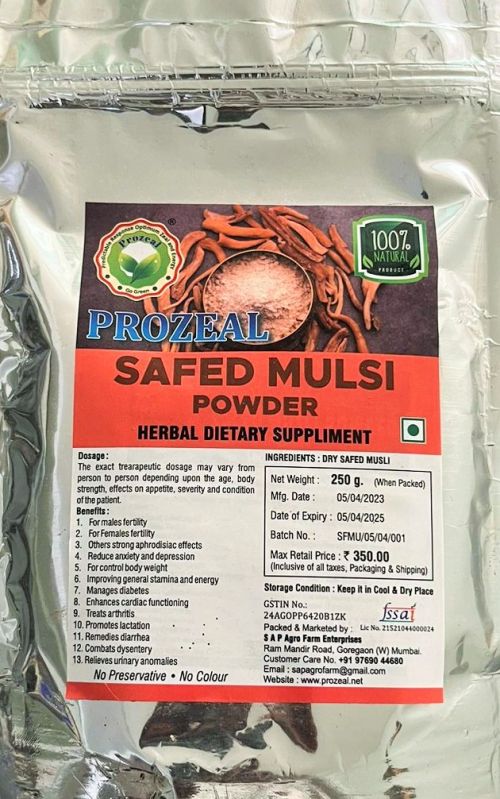 Predictable Response Optimum Zeal and Energy
Prozeal
Go Green
®
100%
NATURAL
PRODUCT
PROZEAL
SAFED MULSI
POWDER
HERBAL DIETARY SUPPLIMENT
Dosage :
The exact trearapeutic dosage may vary from
person to person depending upon the age, body
strength, effects on appetite, severity and condition
of the patient.
Benefits :
1. For males fertility
2. For Females fertility
3. Others strong aphrodisiac effects
4. Reduce anxiety and depression
5. For control body weight
6. Improving general stamina and energy
7. Manages diabetes
8. Enhances cardiac functioning
9. Treats arthritis
10. Promotes lactation
11. Remedies diarrhea
12. Combats dysentery
13. Relieves urinary anomalies
No Preservative • No Colour
INGREDIENTS : DRY SAFED MUSLI
Net Weight : 250 g. (When Packed)
Mfg. Date : 05/04/2023
Date of Expiry : 05/04/2025
Batch No. : SFMU/05/04/001
Max Retail Price : ₹ 350.00
(Inclusive of all taxes, Packaging & Shipping)
Storage Condition : Keep it in Cool & Dry Place
GSTIN No.:
24AGOPP6420B1ZK
fssai
Packed & Marketed by : Lic No. 21521044000024
S A P Agro Farm Enterprises
Ram Mandir Road, Goregaon (W) Mumbai.
Customer Care No. +91 97690 44680
Email : sapagrofarm@gmail.com
Website : www.prozeal.net